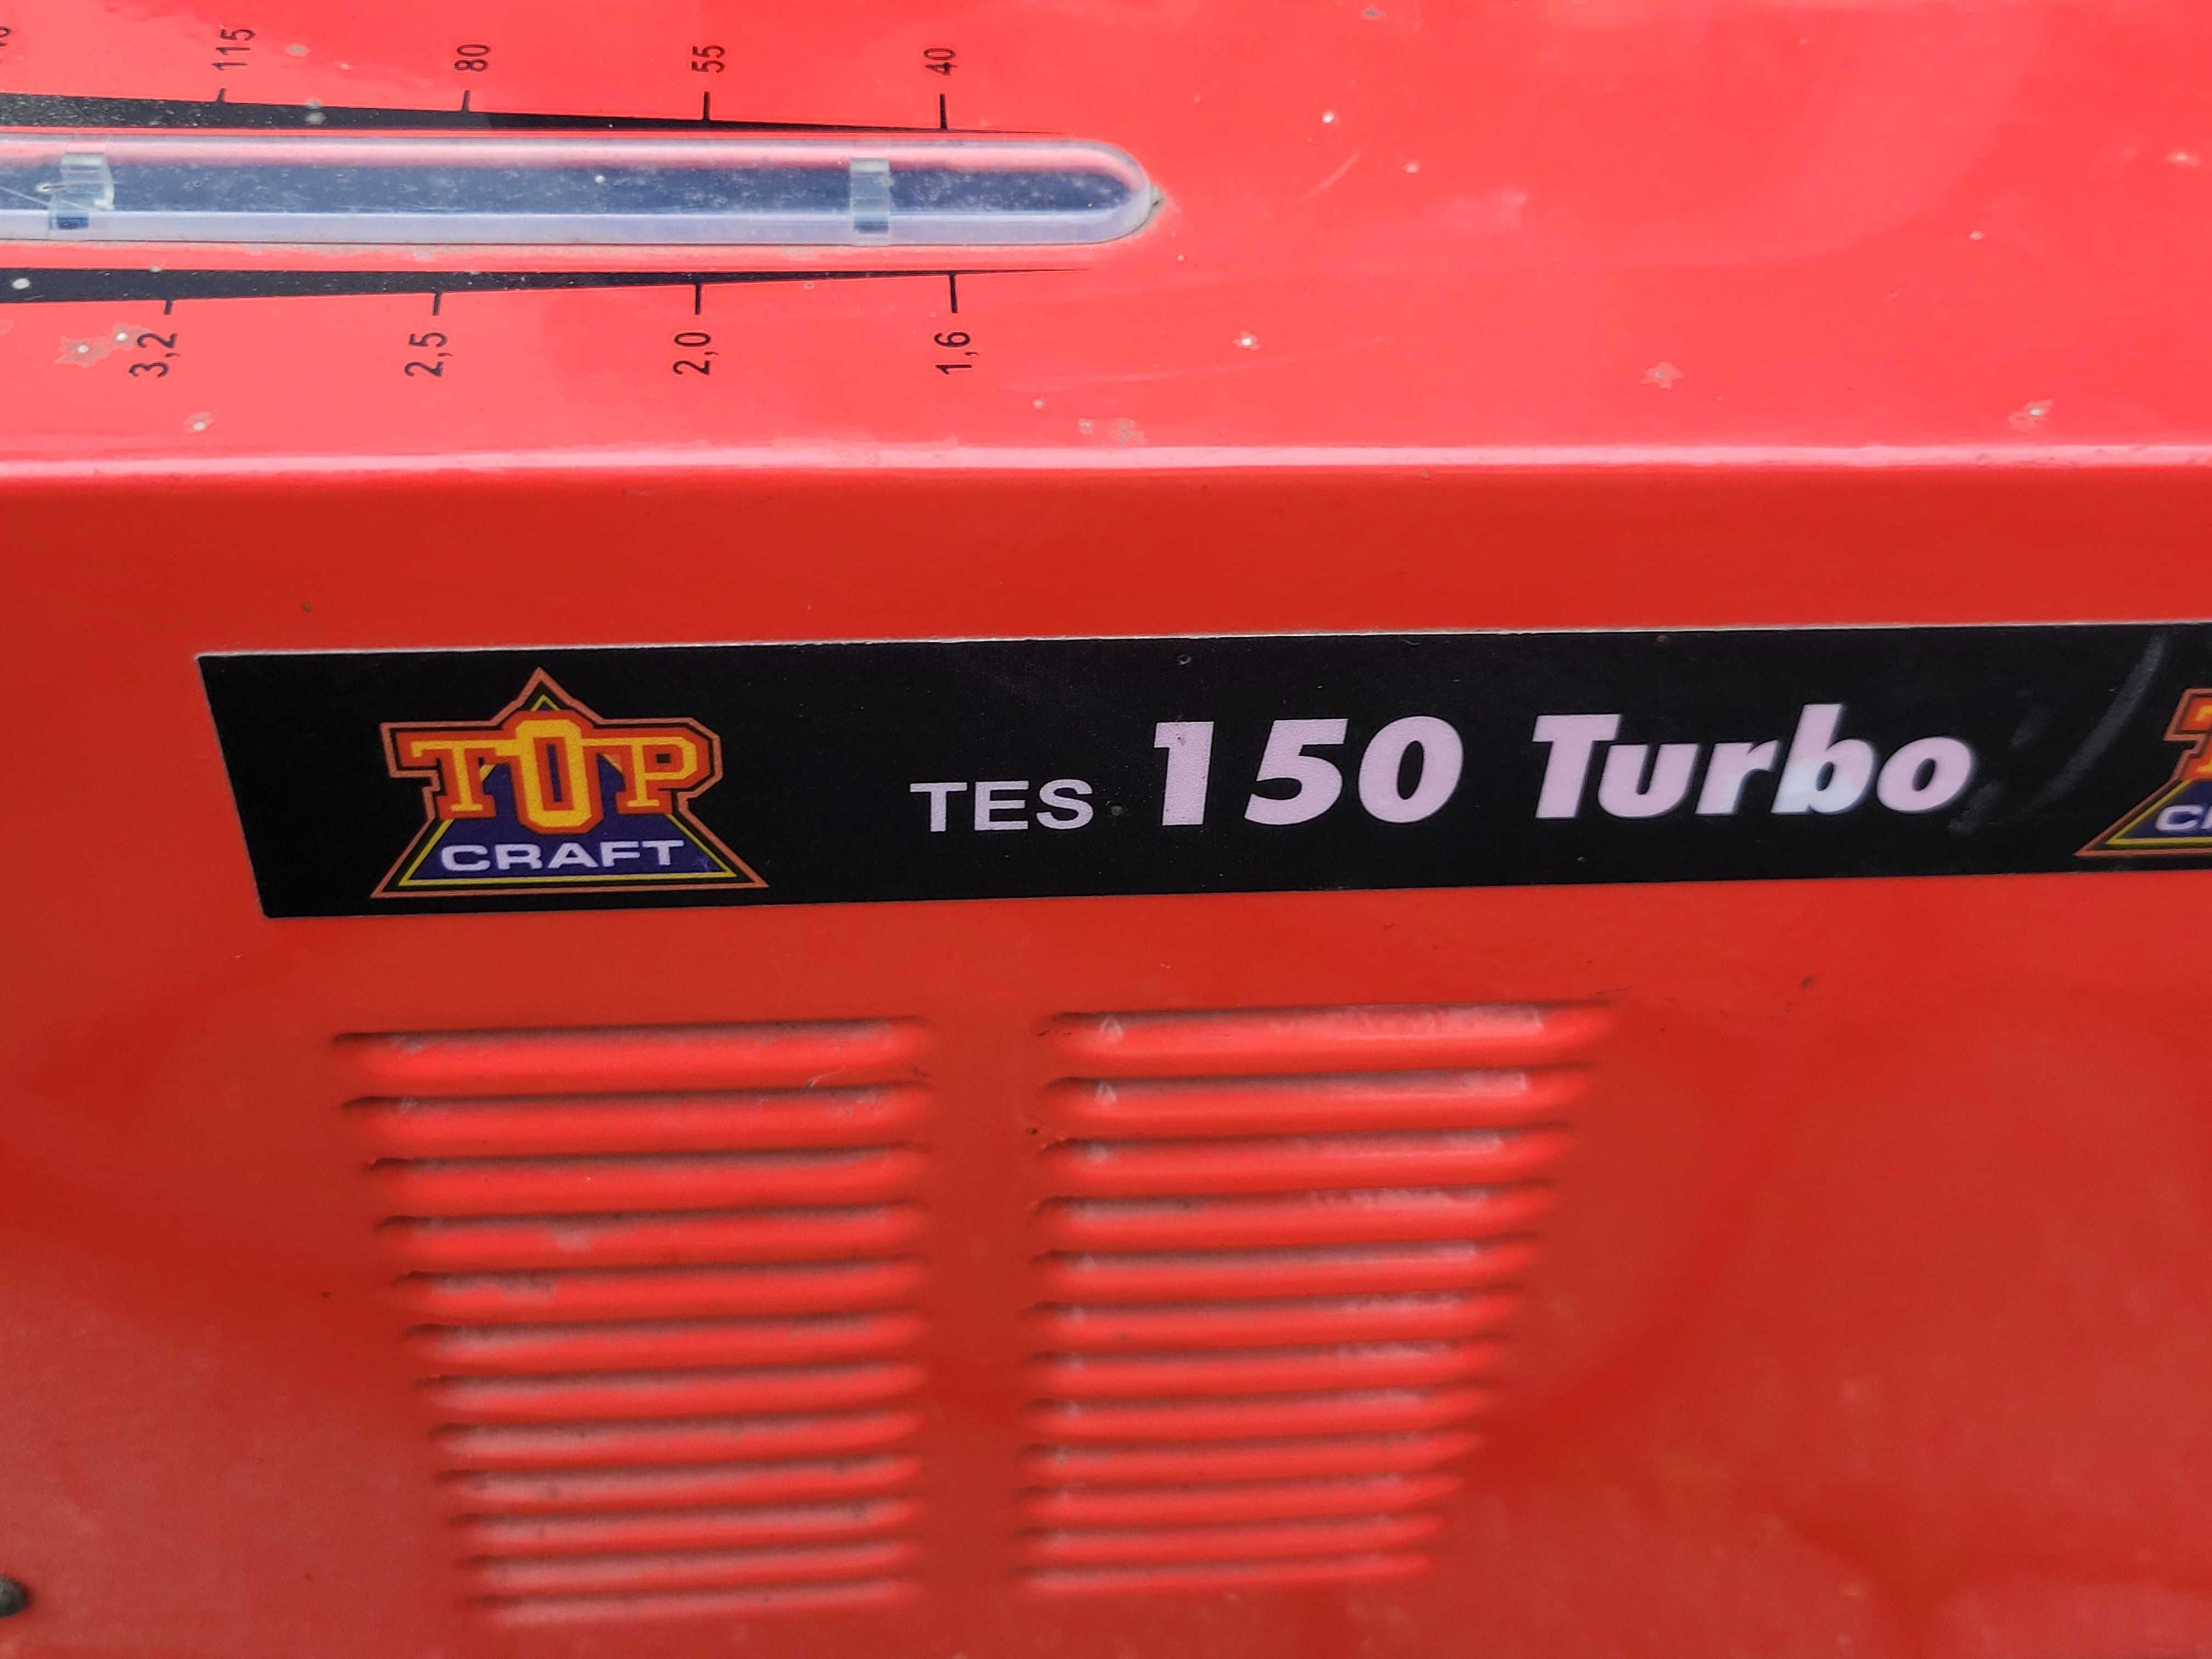 115 80 55 40
3,2 2,5 2,0 1,6
TOP
CRAFT
TES 150 Turbo